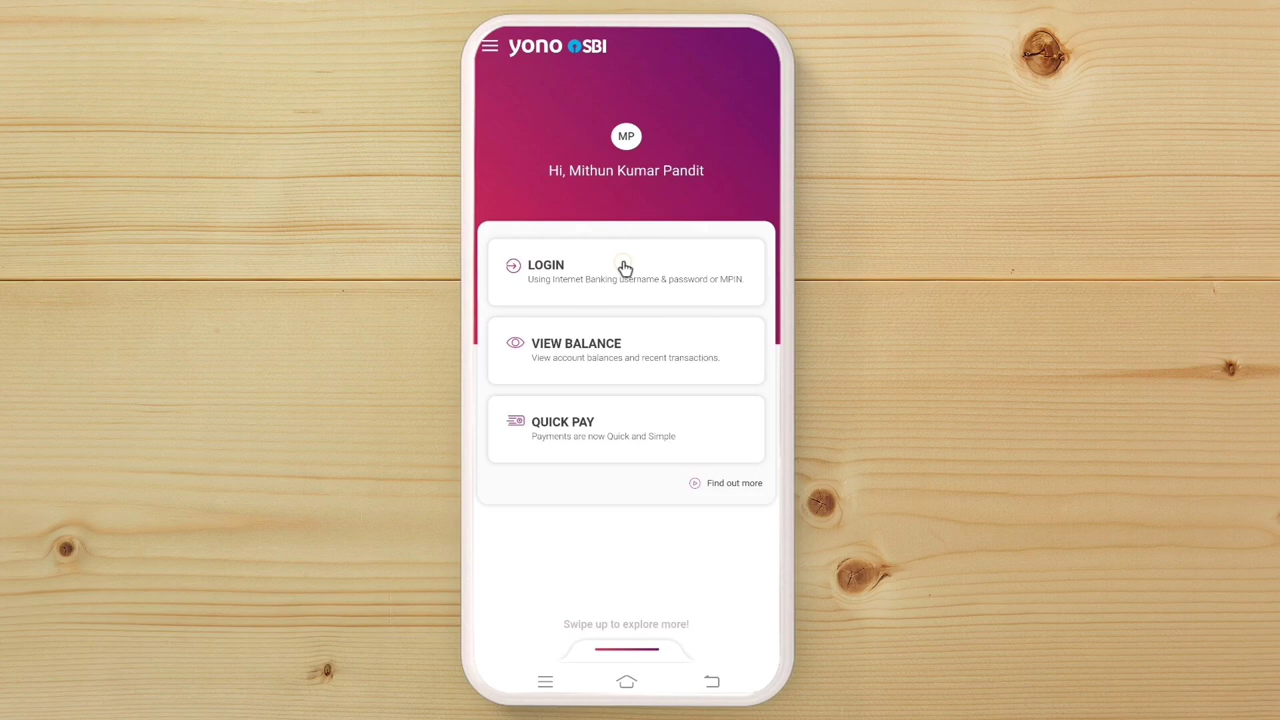 yono SBI
MP
Hi, Mithun Kumar Pandit
LOGIN
Using Internet Banking username & password or MPIN.
VIEW BALANCE
View account balances and recent transactions.
QUICK PAY
Payments are now Quick and Simple
Find out more
Swipe up to explore more!